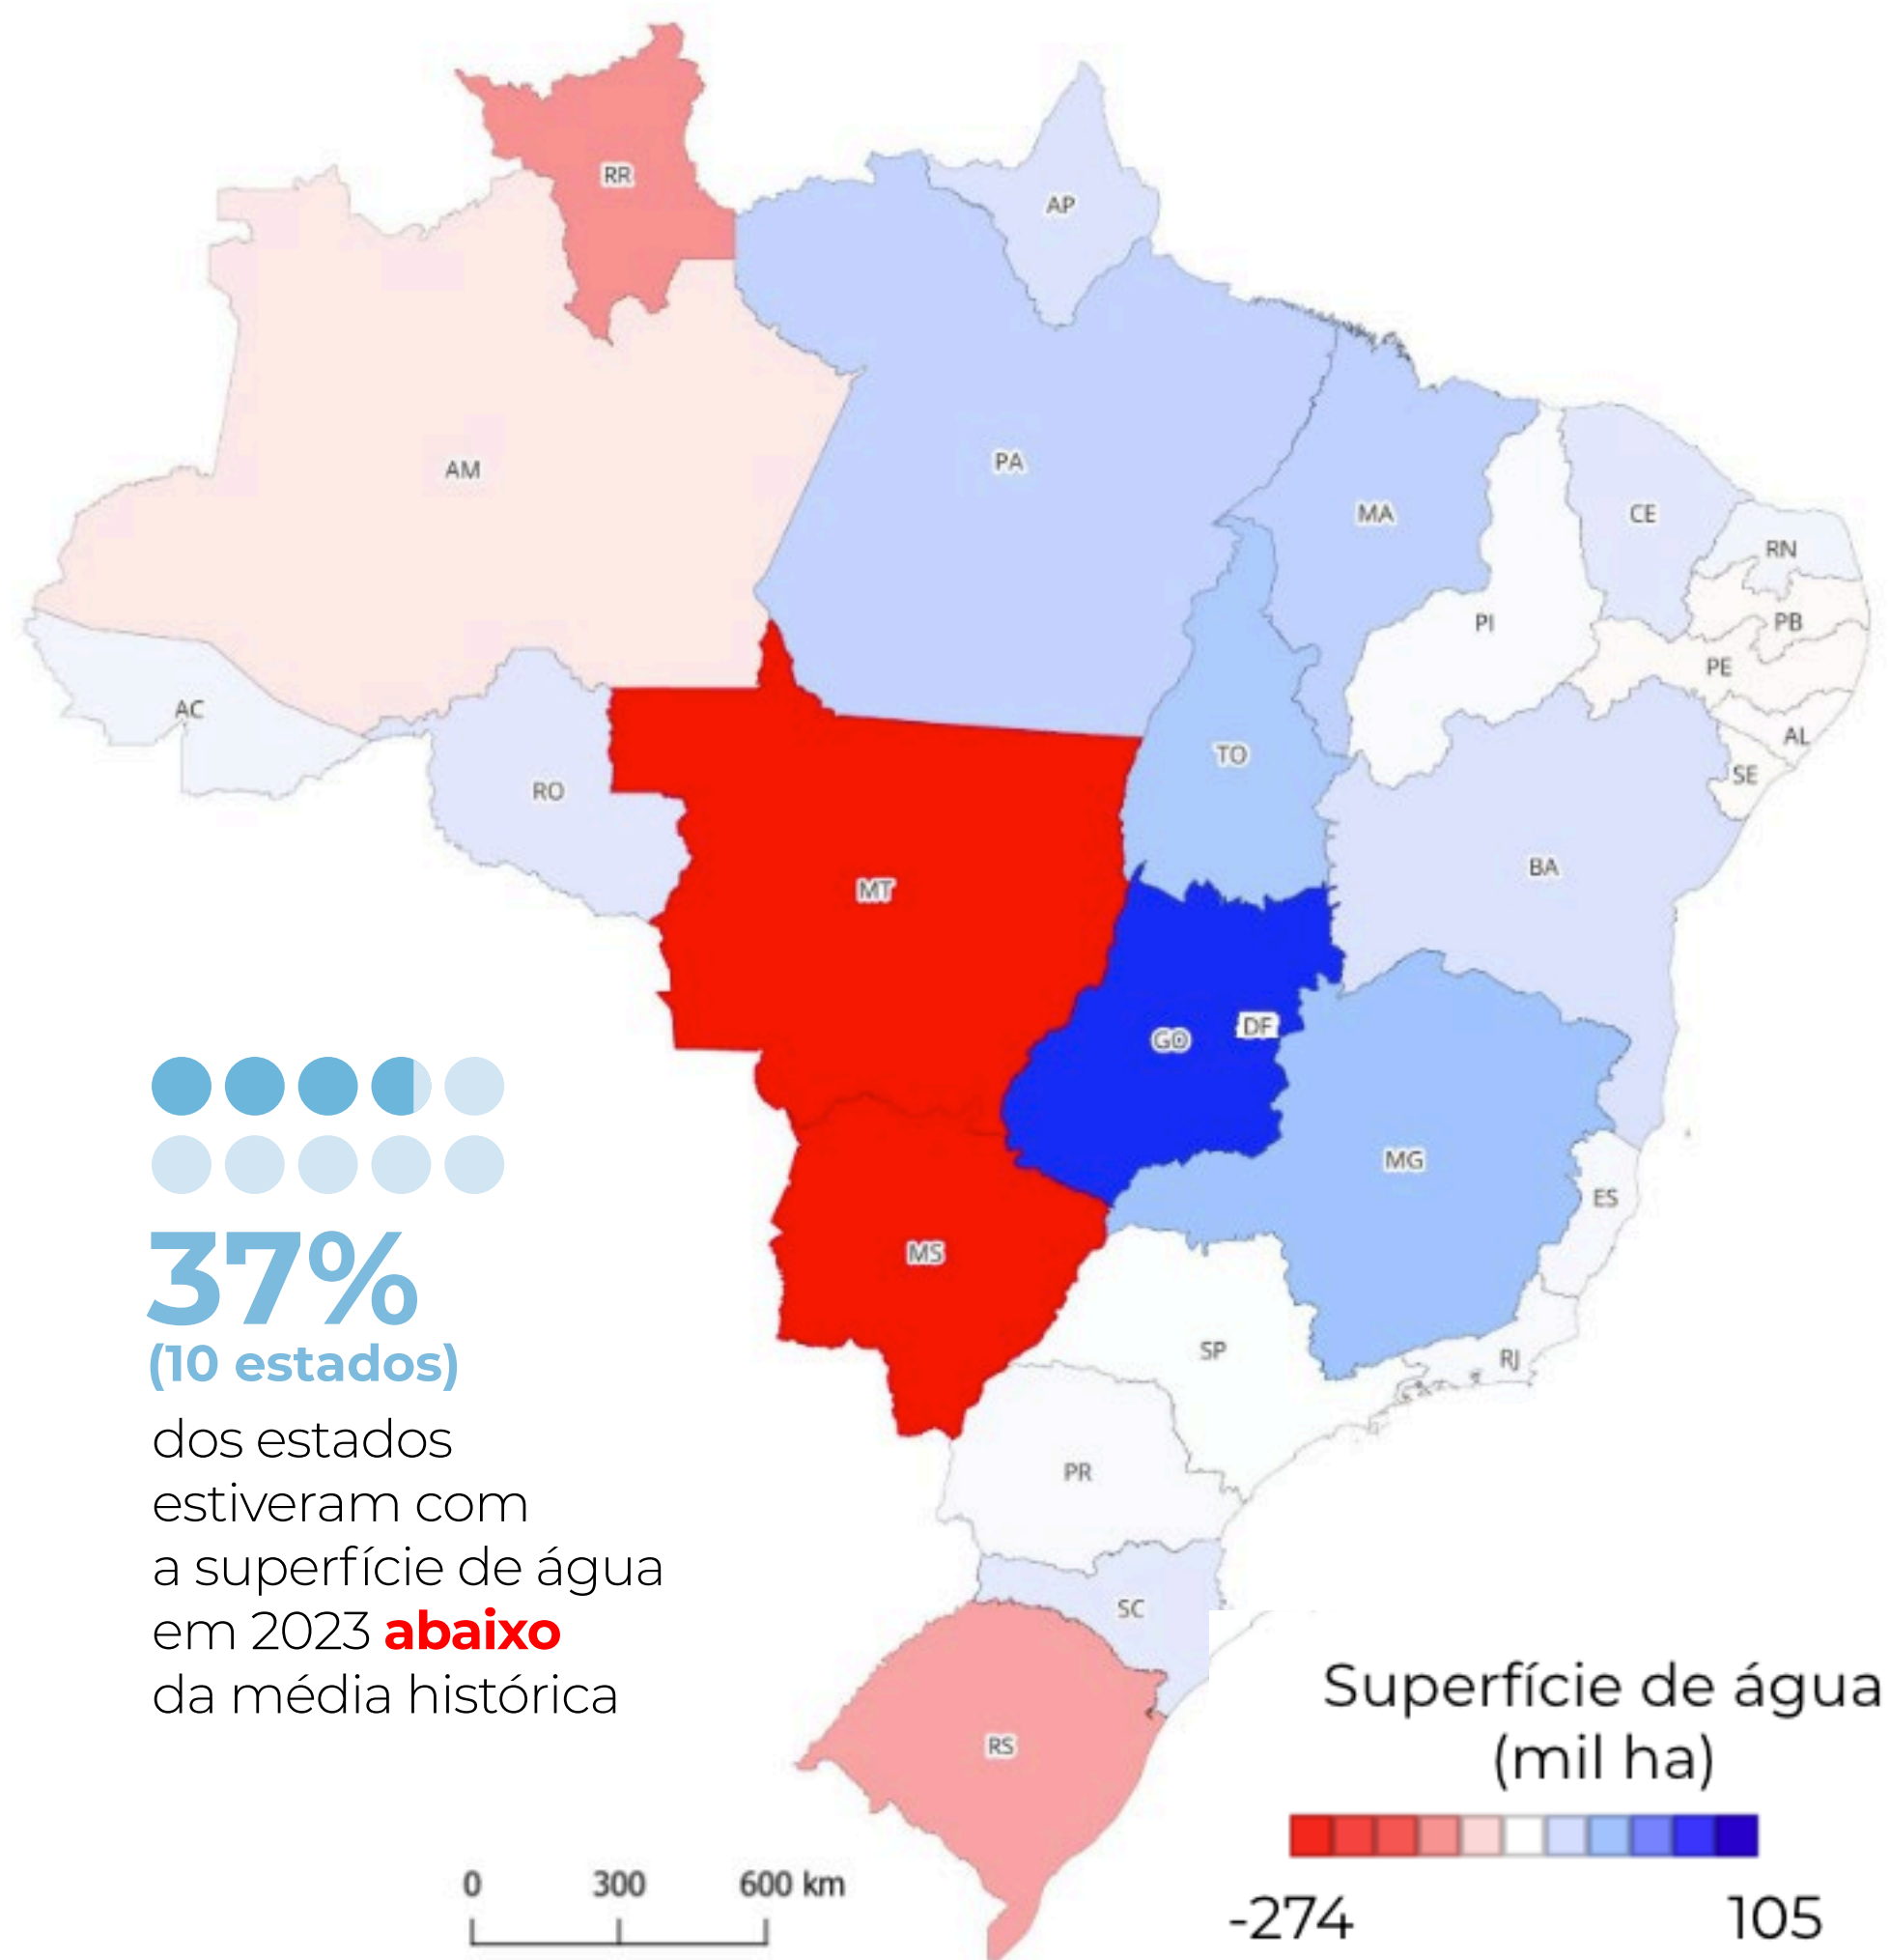 RR
AP
AM
PA
MA
CE
RN
PI
PB
PE
AC
AL
TO
SE
RO
BA
MT
GO
DF
MG
ES
MS
SP
RJ
PR
SC
RS
37%
(10 estados)
dos estados
estiveram com
a superfície de água
em 2023 abaixo
da média histórica
Superfície de água
(mil ha)
-274 105
0 300 600 km